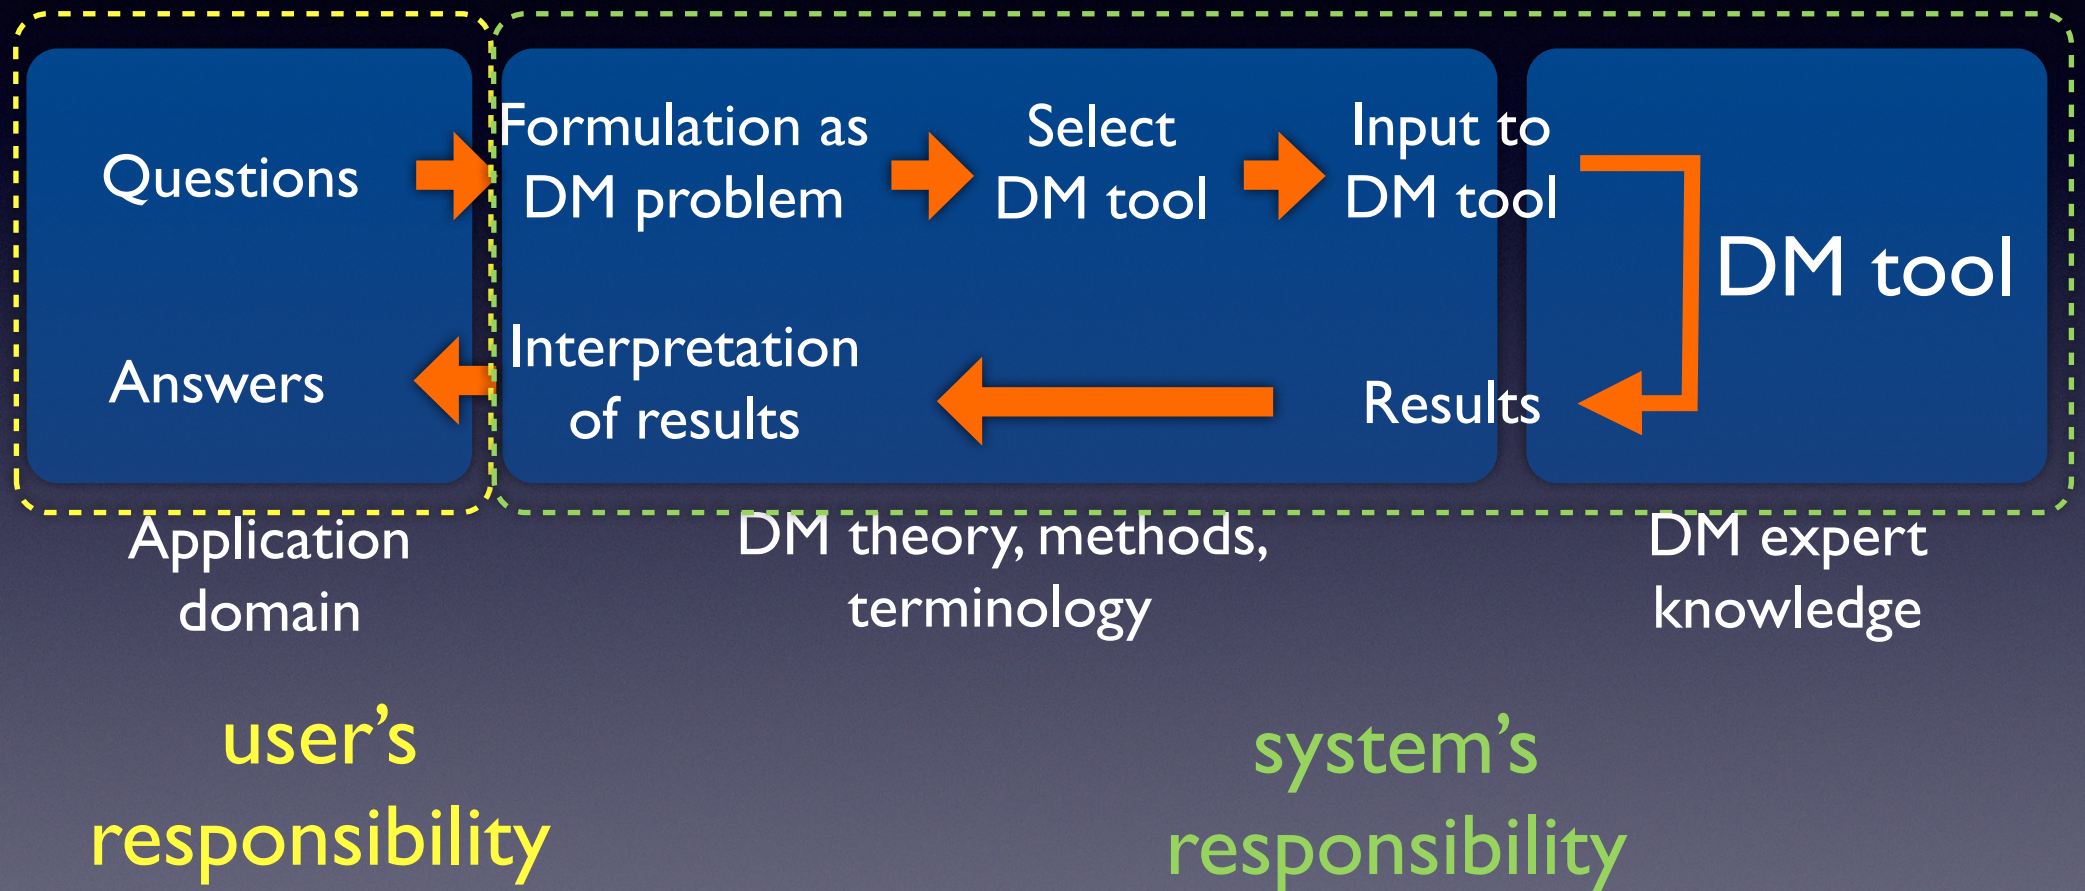 Questions
Formulation as
DM problem
Select
DM tool
Input to
DM tool
DM tool
Answers
Interpretation
of results
Results
Application
domain
DM theory, methods,
terminology
DM expert
knowledge
user’s
responsibility
system’s
responsibility